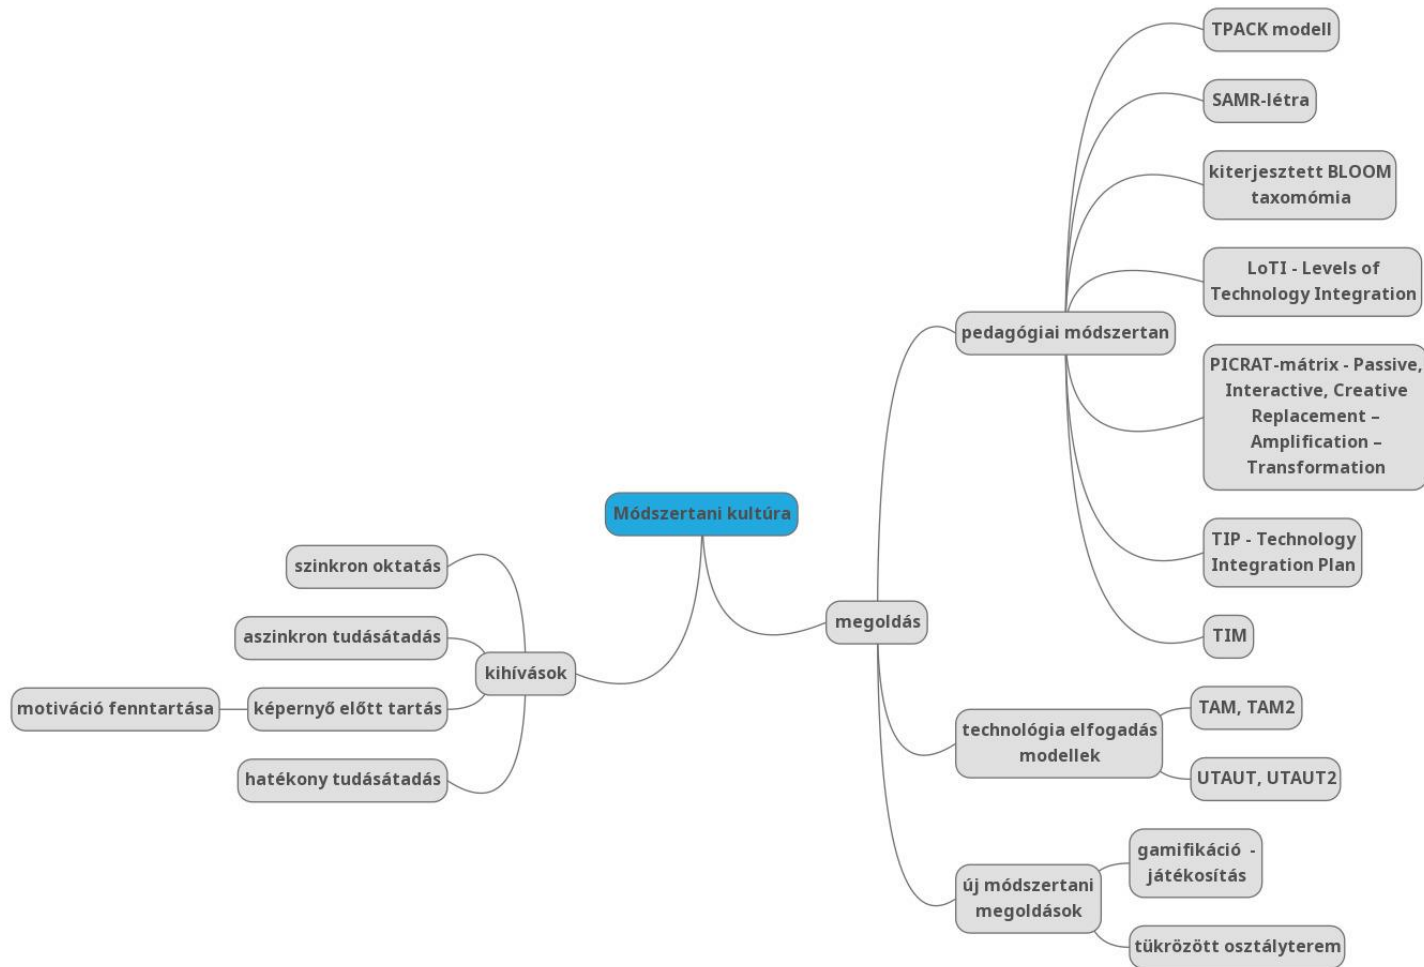 Módszertani kultúra
kihívások
szinkron oktatás
aszinkron tudásátadás
képernyő előtt tartás
motiváció fenntartása
hatékony tudásátadás
megoldás
pedagógiai módszertan
TPACK modell
SAMR-létra
kiterjesztett BLOOM
taxomómia
LoTI - Levels of
Technology Integration
PICRAT-mátrix - Passive,
Interactive, Creative
Replacement –
Amplification –
Transformation
TIP - Technology
Integration Plan
TIM
technológia elfogadás
modellek
TAM, TAM2
UTAUT, UTAUT2
új módszertani
megoldások
gamifikáció -
játékosítás
tükrözött osztályterem